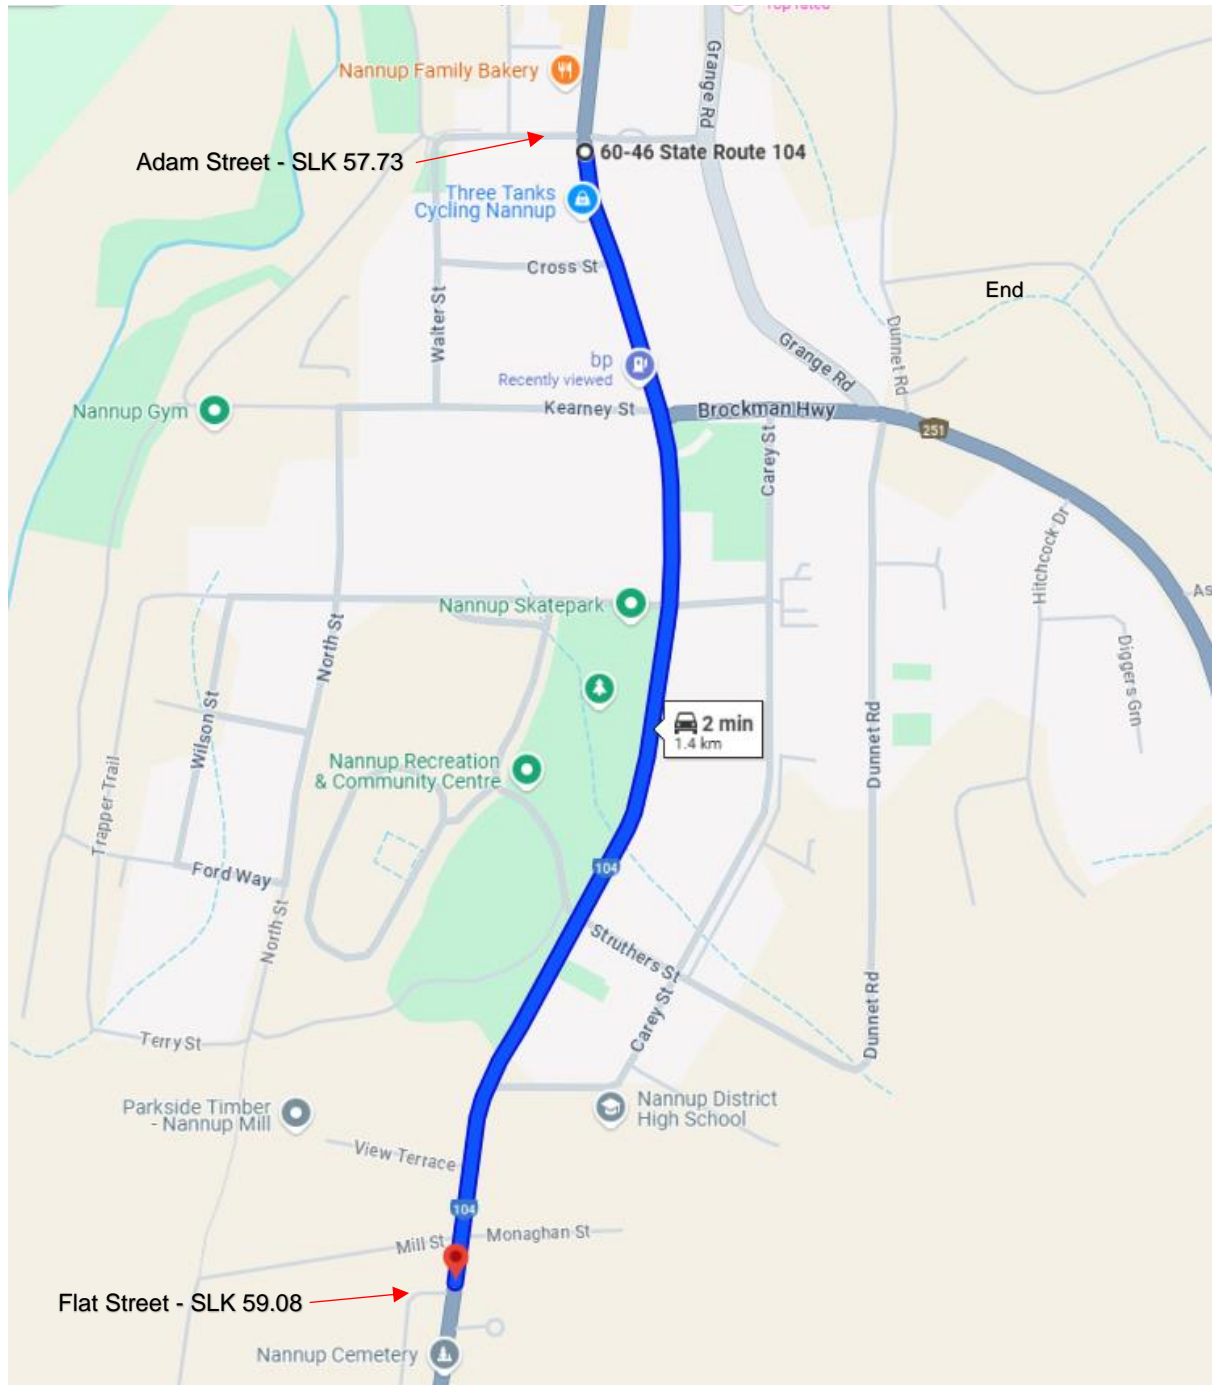 Top rated
Nannup Family Bakery
Grange Rd
Adam Street - SLK 57.73
60-46 State Route 104
Three Tanks
Cycling Nannup
Cross St
End
Walter St
Dunnet Rd
bp
Recently viewed
Grange Rd
Nannup Gym
Kearney St
Brockman Hwy
251
Carey St
Hitchcock Dr
As
Nannup Skatepark
North St
Diggers Grn
Wilson St
2 min
1.4 km
Dunnet Rd
Nannup Recreation
& Community Centre
Trapper Trail
104
Ford Way
North St
Struthers St
Carey St
Dunnet Rd
Terry St
Parkside Timber
- Nannup Mill
Nannup District
High School
View Terrace
104
Mill St
Monaghan St
Flat Street - SLK 59.08
Nannup Cemetery